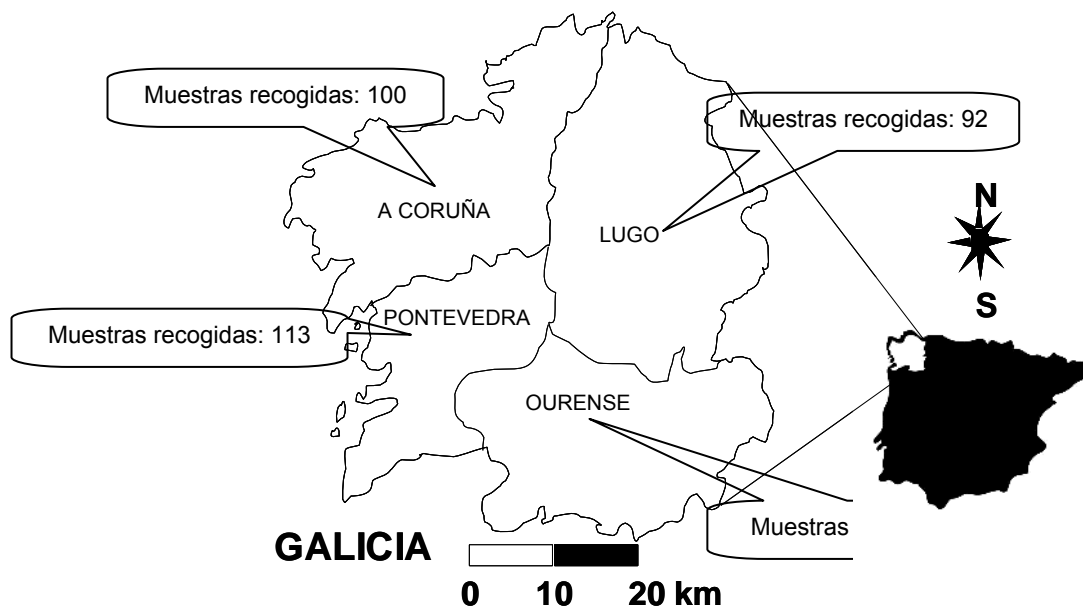 Muestras recogidas: 100
Muestras recogidas: 92
A CORUÑA
LUGO
N
S
PONTEVEDRA
Muestras recogidas: 113
OURENSE
Muestras
GALICIA
0 10 20 km